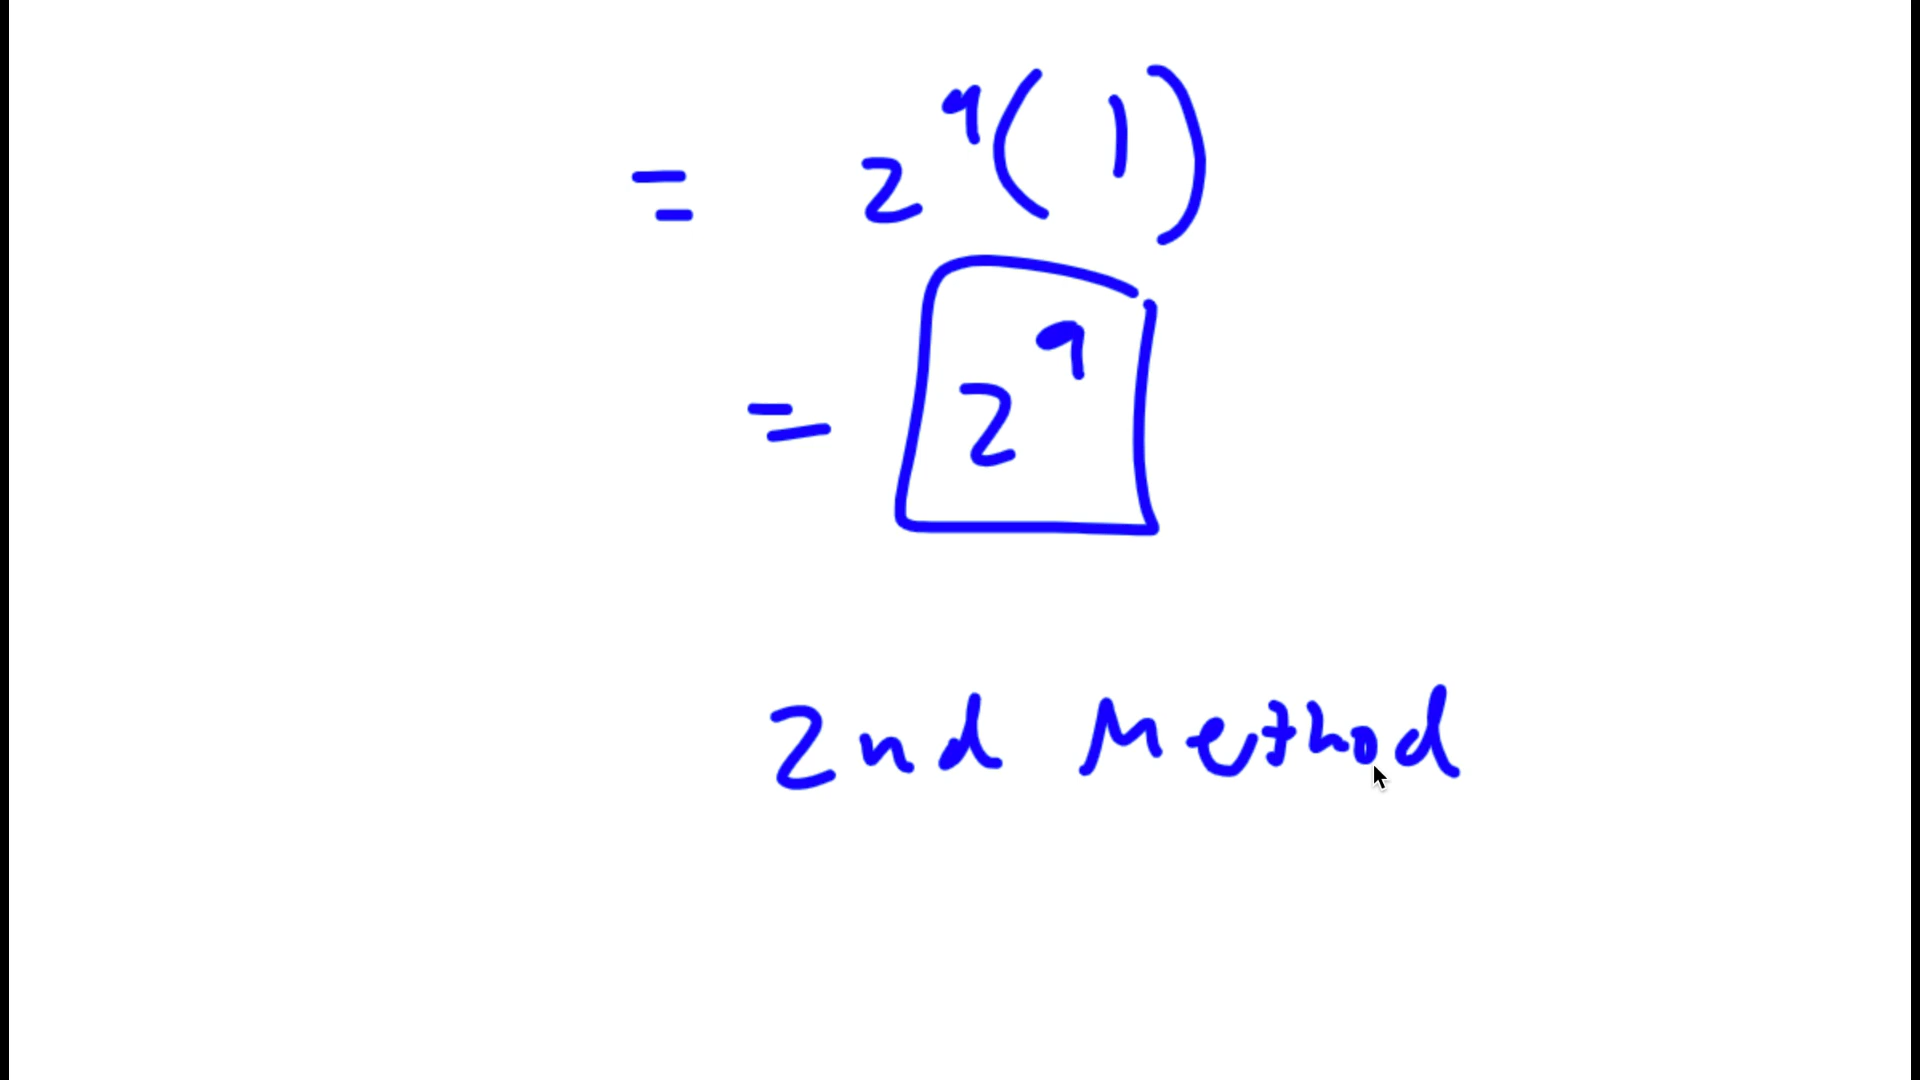 = 2⁹(1)
= 2⁹
2nd Method